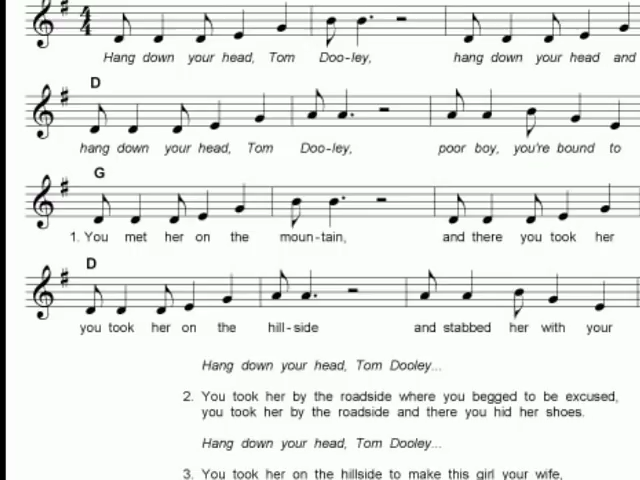 4
4
Hang down your head, Tom Doo-ley, hang down your head and
D
hang down your head, Tom Doo-ley, poor boy, you're bound to
G
1. You met her on the moun-tain, and there you took her
D
you took her on the hill-side and stabbed her with your
Hang down your head, Tom Dooley...
2. You took her by the roadside where you begged to be excused,
you took her by the roadside and there you hid her shoes.
Hang down your head, Tom Dooley...
3. You took her on the hillside to make this girl your wife,